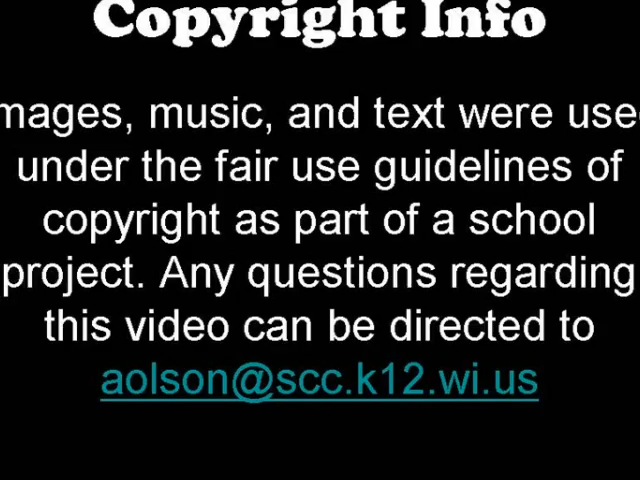 Copyright Info
mages, music, and text were use
under the fair use guidelines of
copyright as part of a school
project. Any questions regarding
this video can be directed to
aolson@scc.k12.wi.us